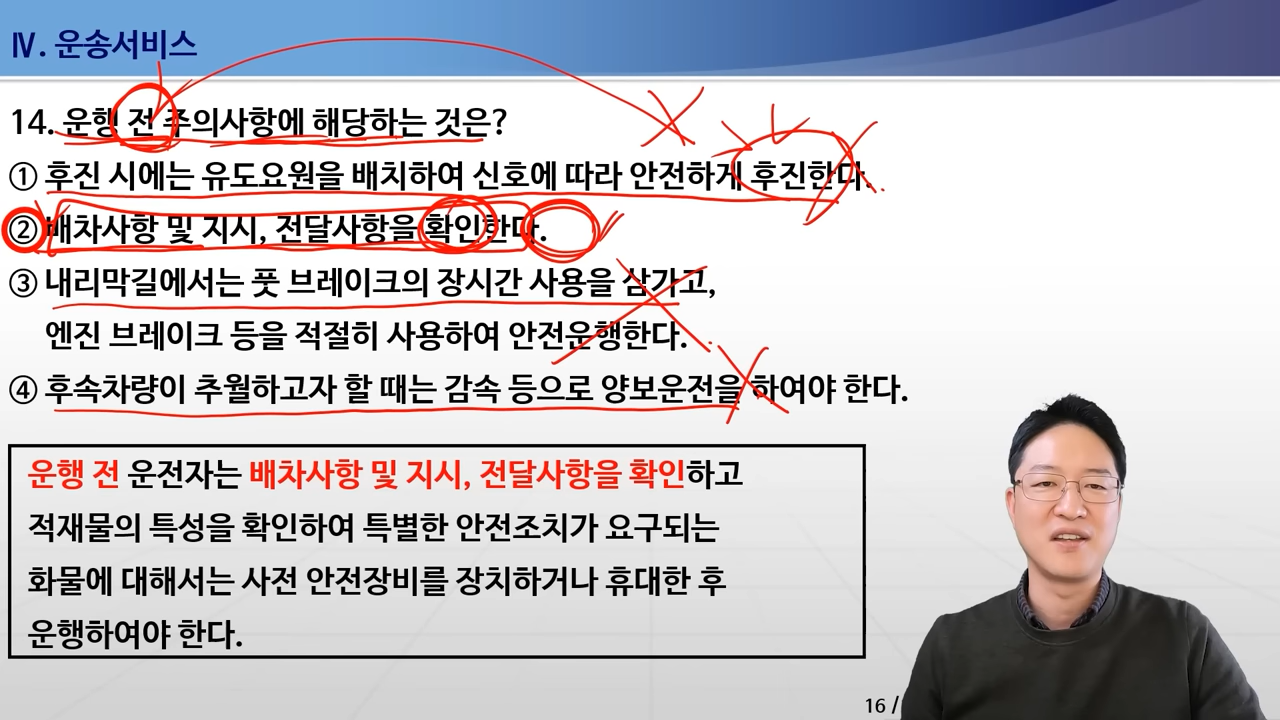 Ⅳ. 운송서비스
14. 운행 전 주의사항에 해당하는 것은?
① 후진 시에는 유도요원을 배치하여 신호에 따라 안전하게 후진한다.
② 배차사항 및 지시, 전달사항을 확인한다.
③ 내리막길에서는 풋 브레이크의 장시간 사용을 삼가고,
엔진 브레이크 등을 적절히 사용하여 안전운행한다.
④ 후속차량이 추월하고자 할 때는 감속 등으로 양보운전을 하여야 한다.
운행 전 운전자는 배차사항 및 지시, 전달사항을 확인하고
적재물의 특성을 확인하여 특별한 안전조치가 요구되는
화물에 대해서는 사전 안전장비를 장치하거나 휴대한 후
운행하여야 한다.
16 /